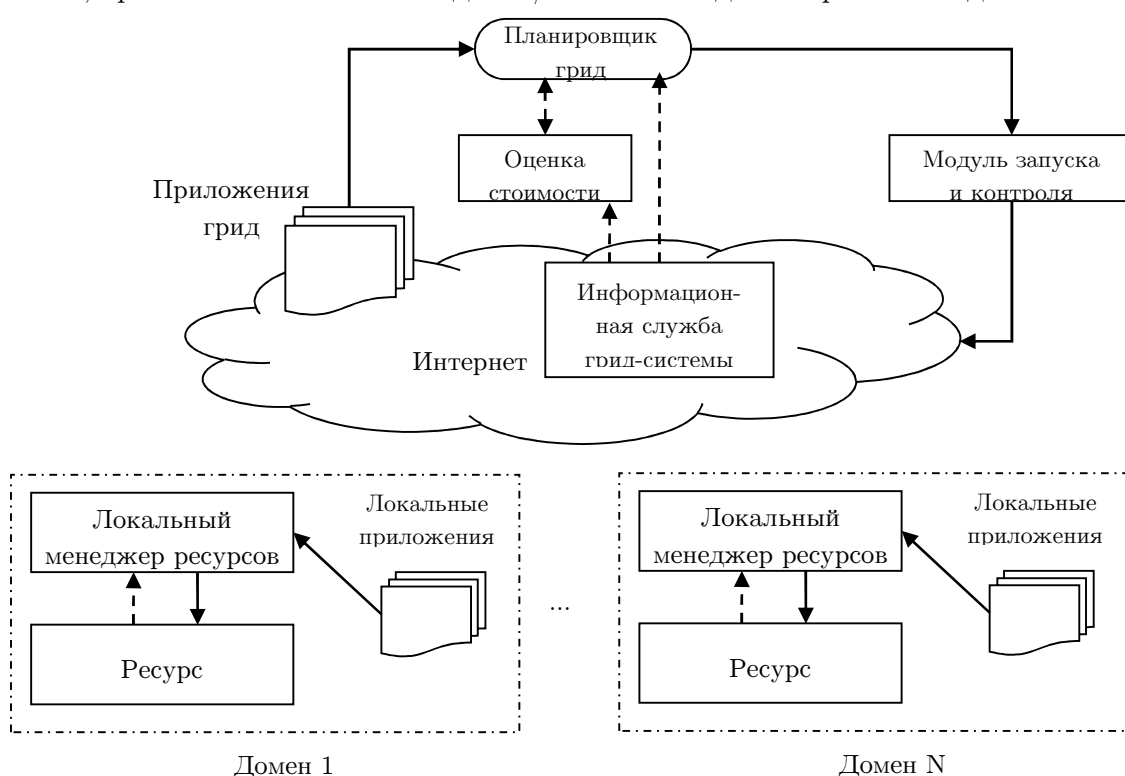 Планировщик
грид
Оценка
стоимости
Модуль запуска
и контроля
Приложения
грид
Информацион-
ная служба
грид-системы
Интернет
Локальный
менеджер ресурсов
Локальные
приложения
Ресурс
...
Локальный
менеджер ресурсов
Локальные
приложения
Ресурс
Домен 1
Домен N